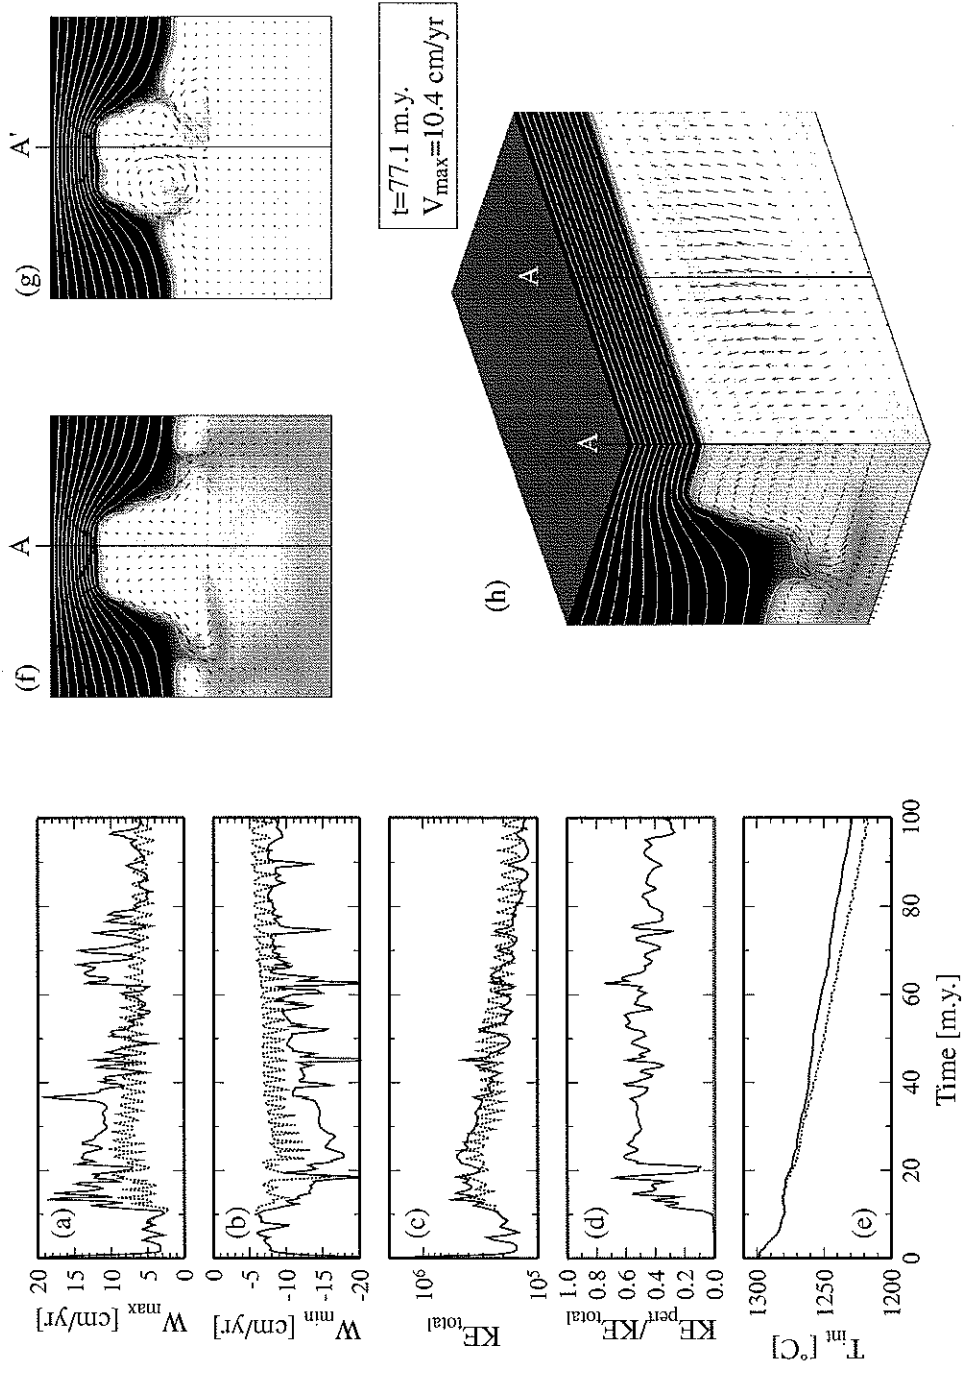 (a)
20
15
10
5
0
W_max [cm/yr]
(b)
0
-5
-10
-15
-20
W_min [cm/yr]
(c)
10^6
10^5
KE_total
(d)
1.0
0.8
0.6
0.4
0.2
0.0
KE_pert/KE_total
(e)
1300
1250
1200
T_int [°C]
0 20 40 60 80 100
Time [m.y.]
(f)
A
(g)
A'
t=77.1 m.y.
V_max=10.4 cm/yr
(h)
A
A